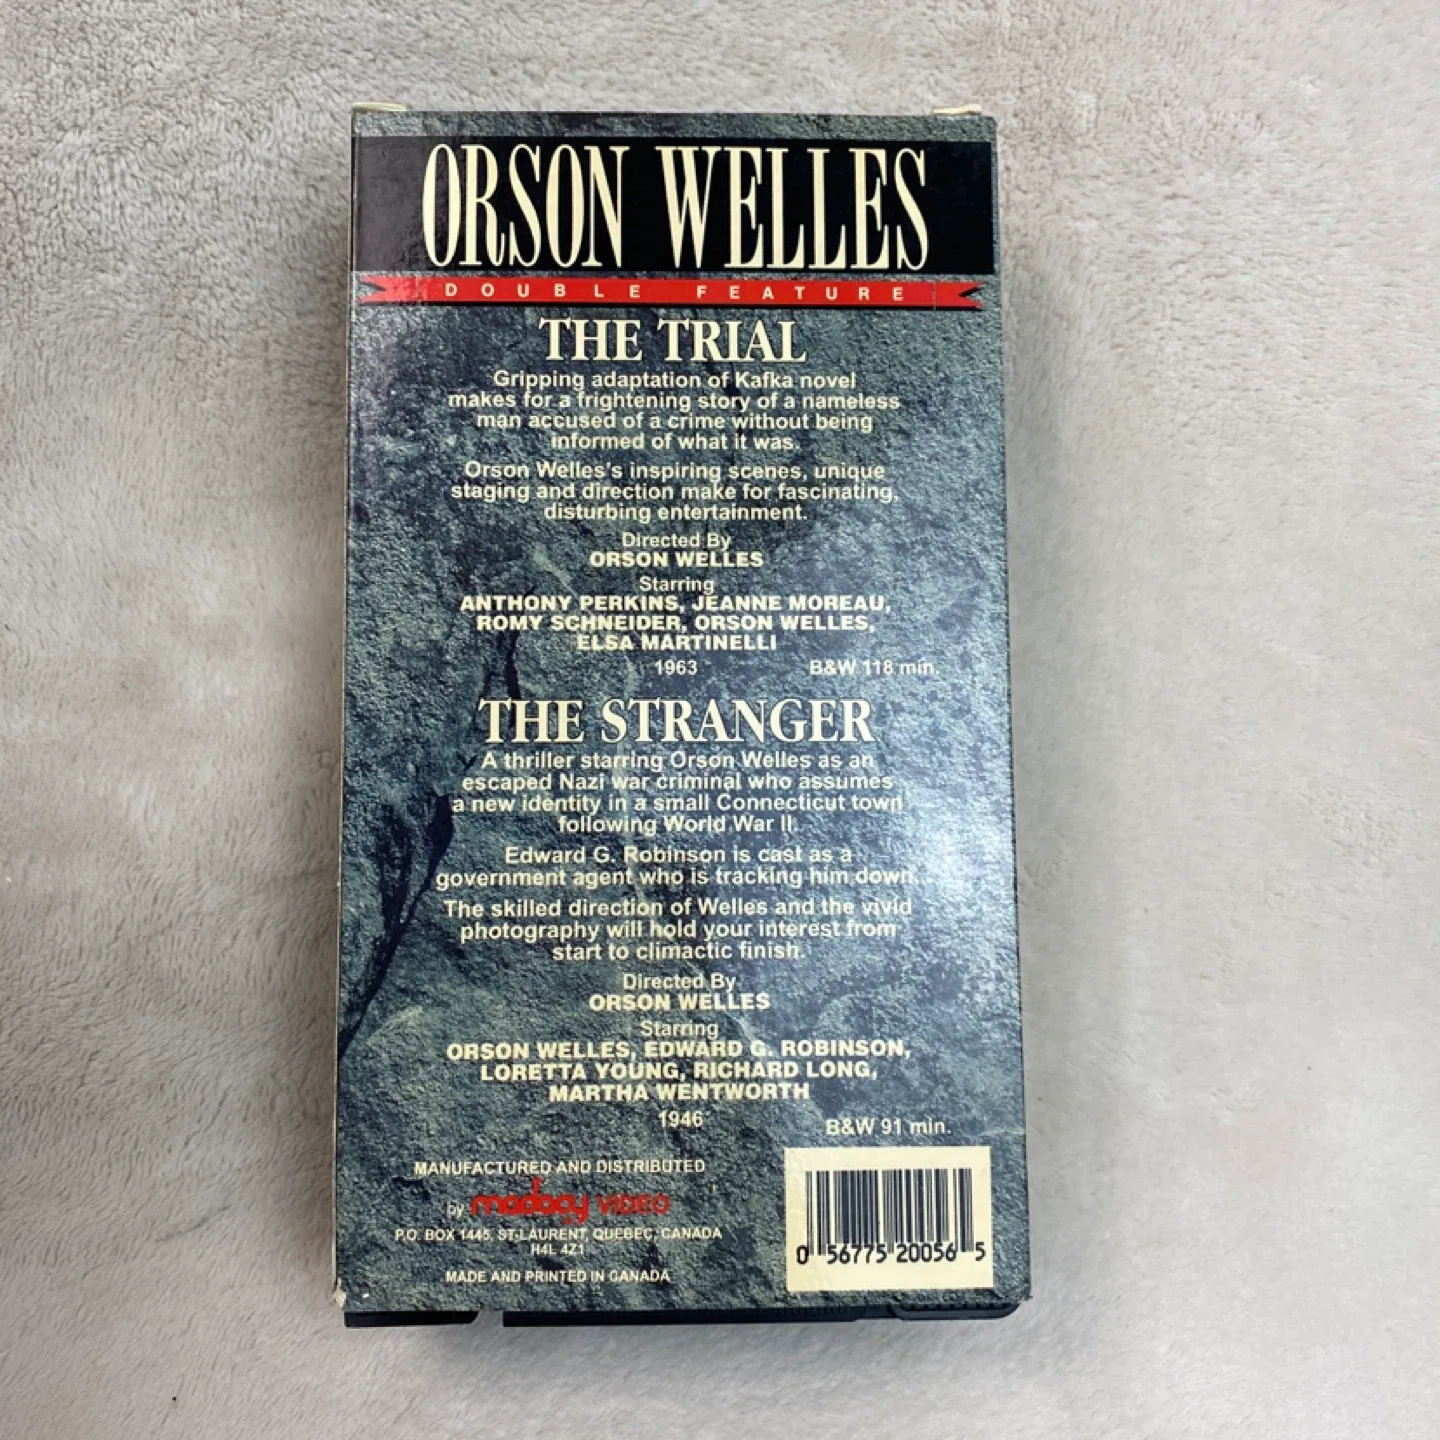 ORSON WELLES
DOUBLE FEATURE
THE TRIAL
Gripping adaptation of Kafka novel
makes for a frightening story of a nameless
man accused of a crime without being
informed of what it was.
Orson Welles's inspiring scenes, unique
staging and direction make for fascinating,
disturbing entertainment.
Directed By
ORSON WELLES
Starring
ANTHONY PERKINS, JEANNE MOREAU,
ROMY SCHNEIDER, ORSON WELLES,
ELSA MARTINELLI
1963 B&W 118 min.
THE STRANGER
A thriller starring Orson Welles as an
escaped Nazi war criminal who assumes
a new identity in a small Connecticut town
following World War II.
Edward G. Robinson is cast as a
government agent who is tracking him down...
The skilled direction of Welles and the vivid
photography will hold your interest from
start to climactic finish.
Directed By
ORSON WELLES
Starring
ORSON WELLES, EDWARD G. ROBINSON,
LORETTA YOUNG, RICHARD LONG,
MARTHA WENTWORTH
1946
B&W 91 min.
MANUFACTURED AND DISTRIBUTED
by madacy VIDEO
P.O. BOX 1445, ST-LAURENT, QUEBEC, CANADA
H4L 4Z1
MADE AND PRINTED IN CANADA
0 56775 20056 5